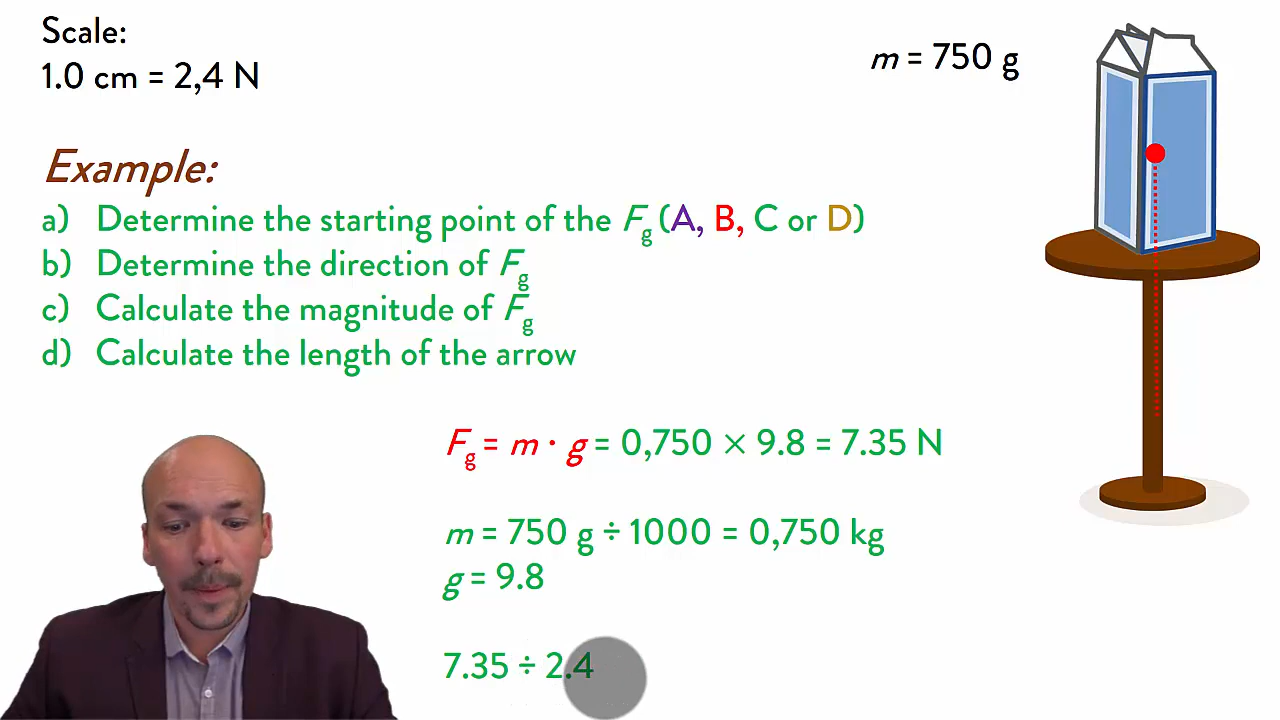 Scale:
1.0 cm = 2,4 N
m = 750 g
Example:
a) Determine the starting point of the Fg (A, B, C or D)
b) Determine the direction of Fg
c) Calculate the magnitude of Fg
d) Calculate the length of the arrow
Fg = m · g = 0,750 × 9.8 = 7.35 N
m = 750 g ÷ 1000 = 0,750 kg
g = 9.8
7.35 ÷ 2.4